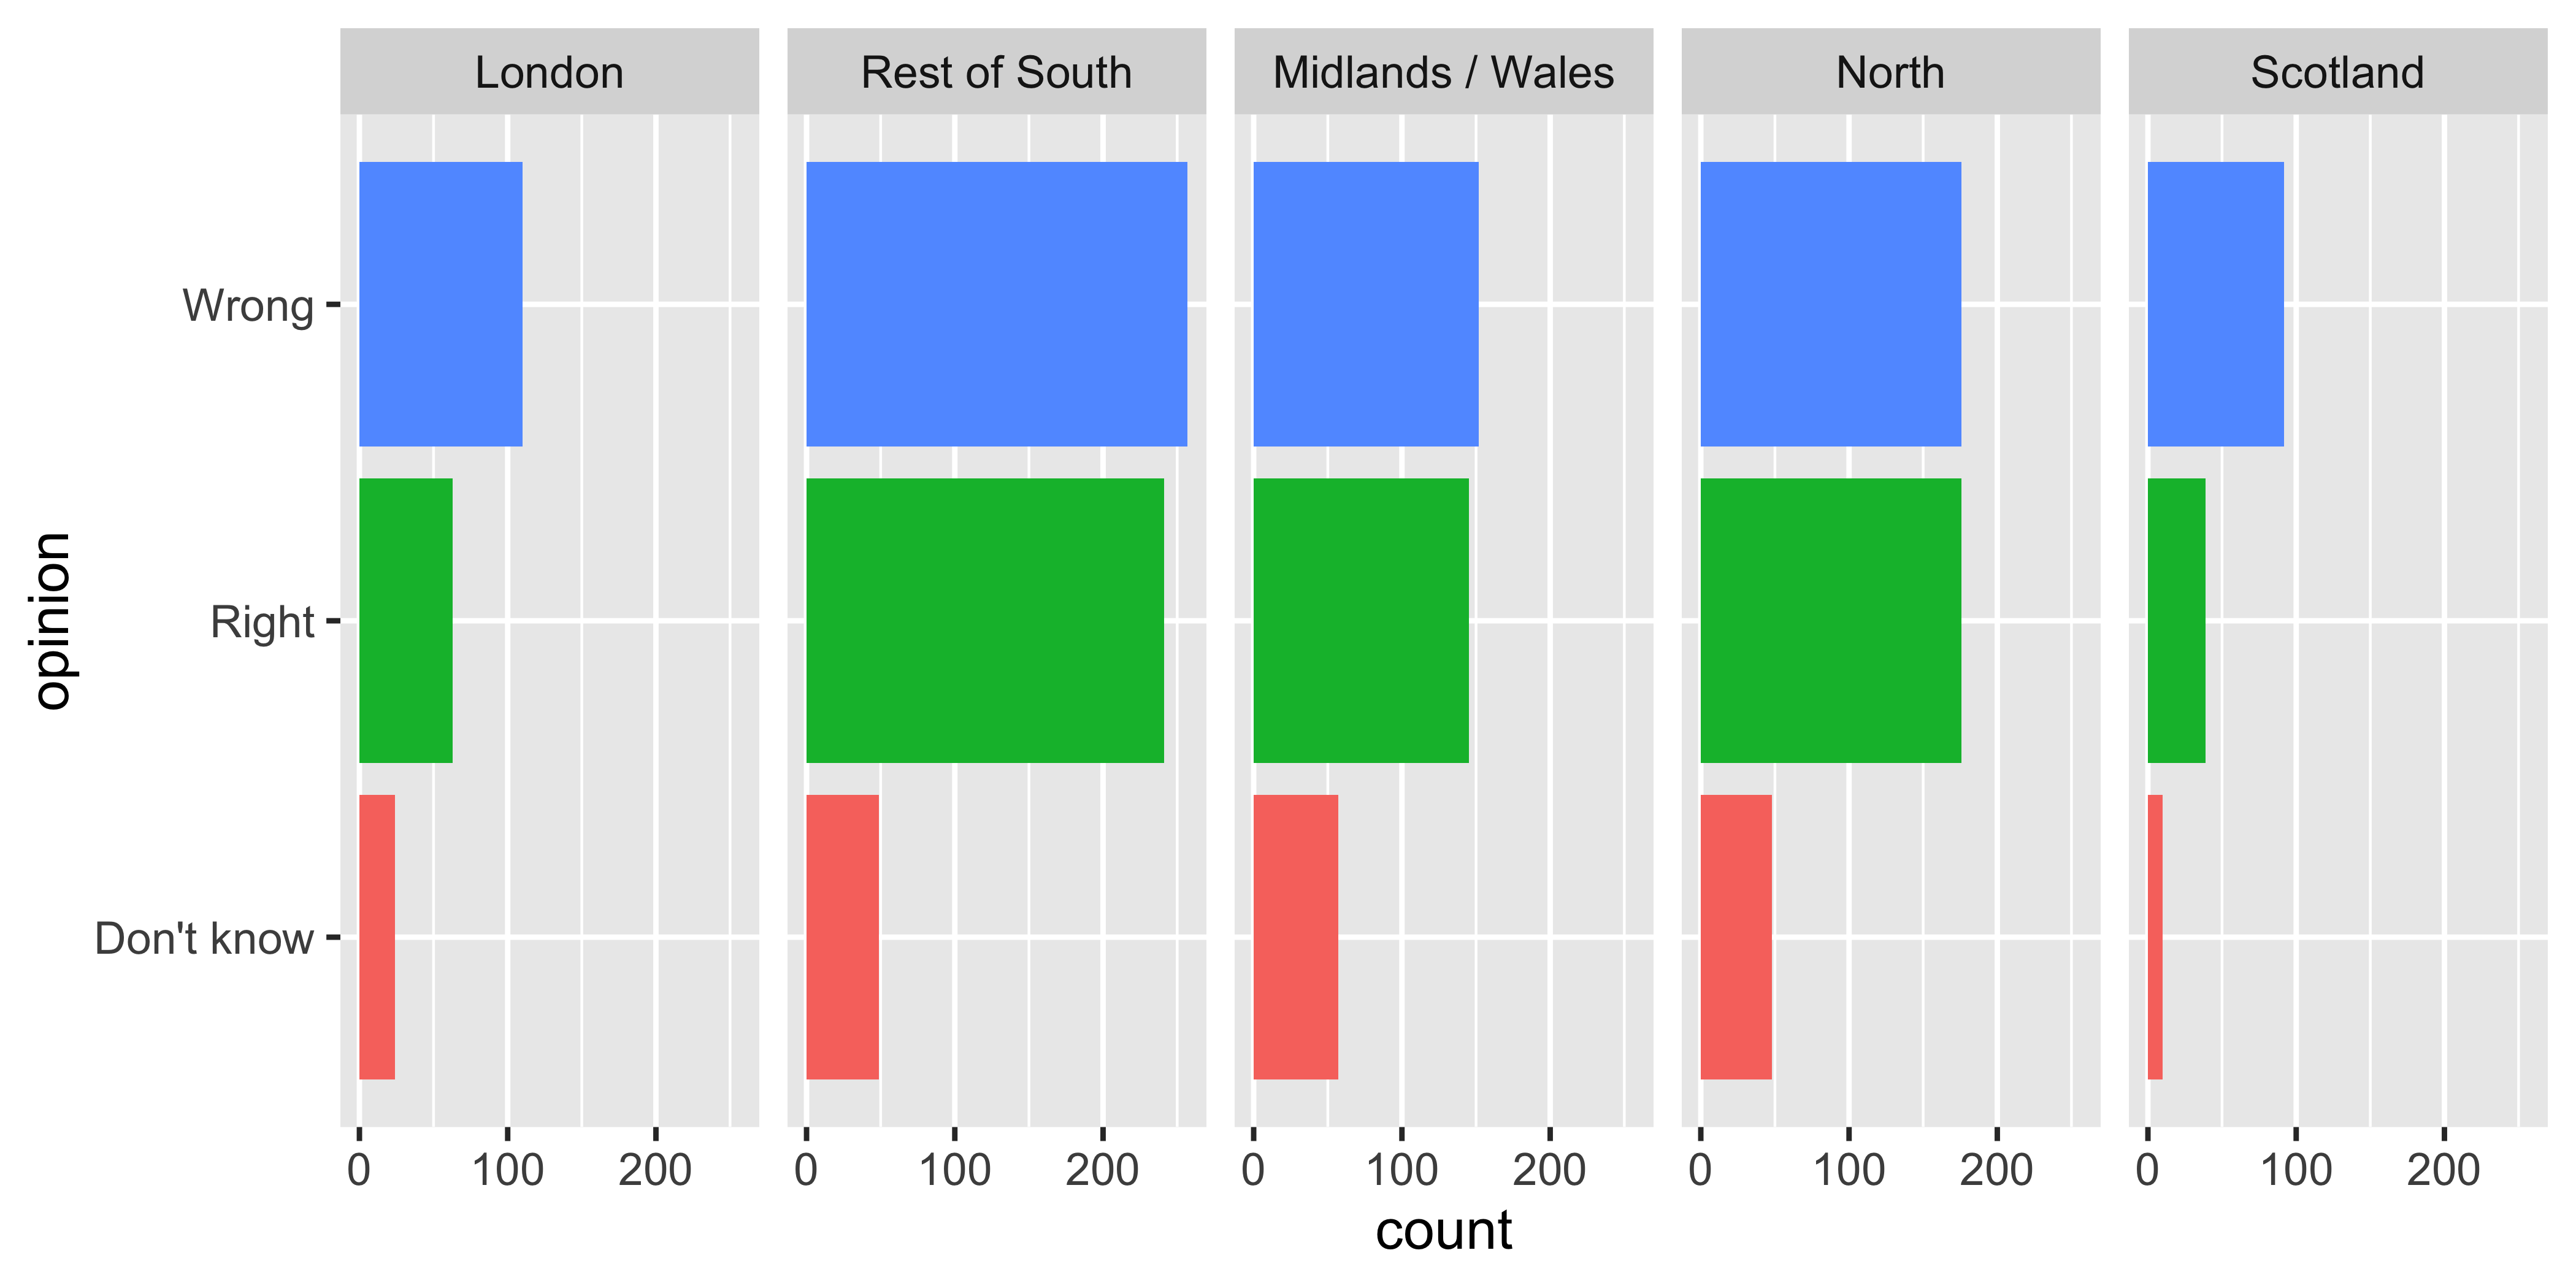 London
Rest of South
Midlands / Wales
North
Scotland
opinion
Wrong
Right
Don't know
0 100 200
0 100 200
0 100 200
0 100 200
0 100 200
count